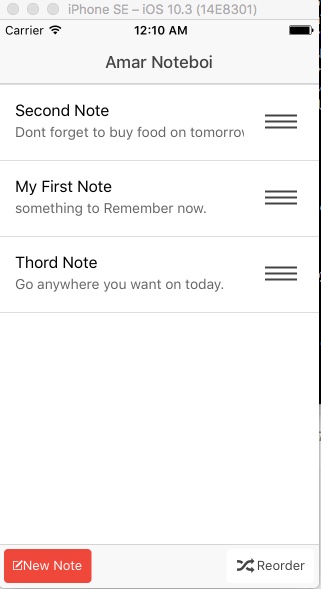 iPhone SE – iOS 10.3 (14E8301)
Carrier 12:10 AM
Amar Noteboi
Second Note
Dont forget to buy food on tomorrov
My First Note
something to Remember now.
Thord Note
Go anywhere you want on today.
New Note Reorder